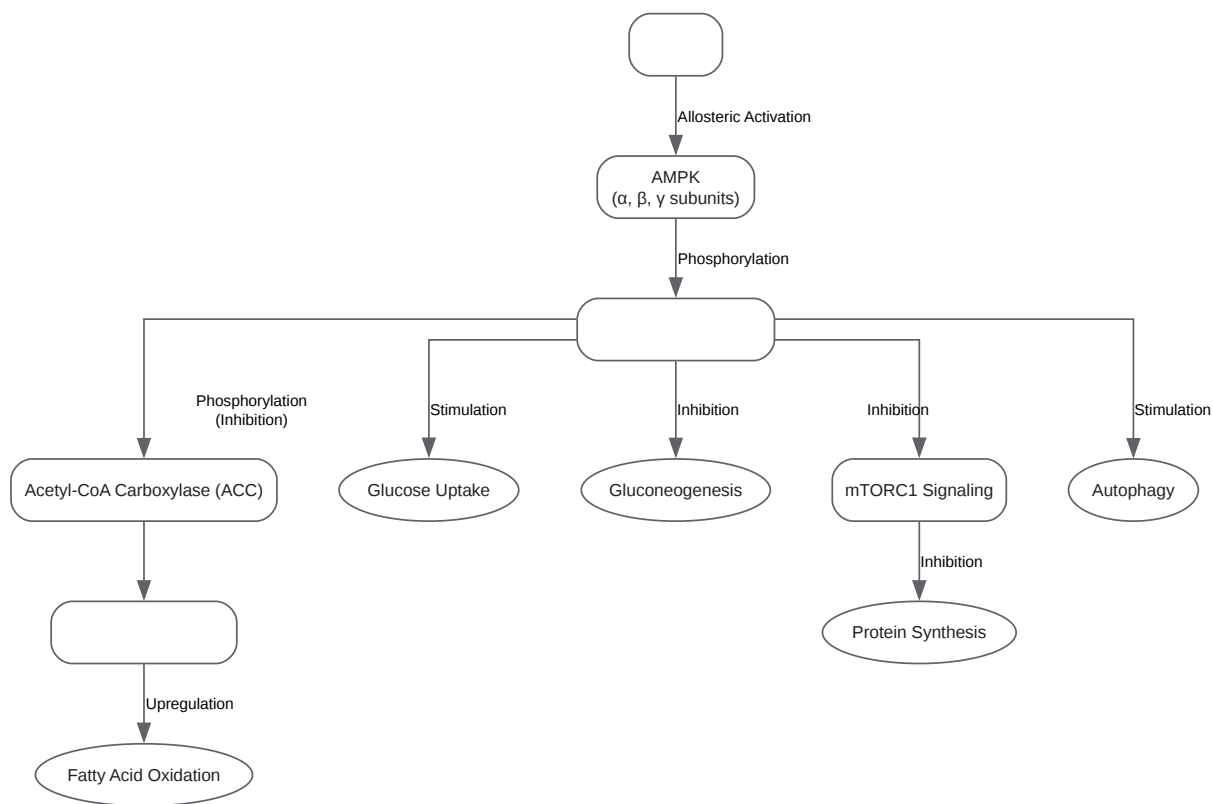 Allosteric Activation
AMPK
(α, β, γ subunits)
Phosphorylation
Phosphorylation
(Inhibition)
Stimulation
Inhibition
Inhibition
Stimulation
Acetyl-CoA Carboxylase (ACC)
Glucose Uptake
Gluconeogenesis
mTORC1 Signaling
Autophagy
Inhibition
Protein Synthesis
Upregulation
Fatty Acid Oxidation